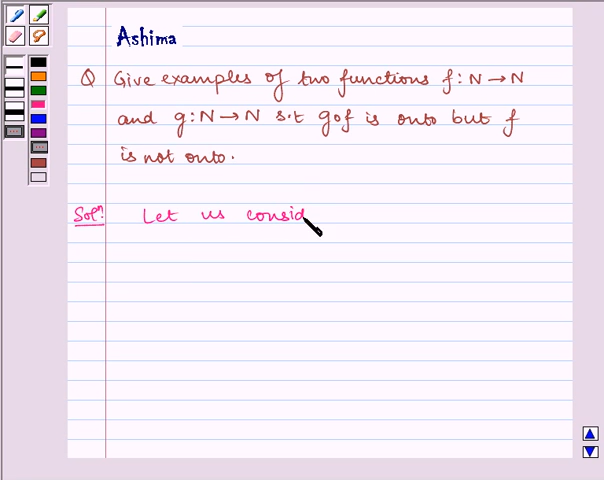 Ashima
Q Give examples of two functions f: N → N
and g: N → N s.t gof is onto but f
is not onto.
Solⁿ: Let us consid